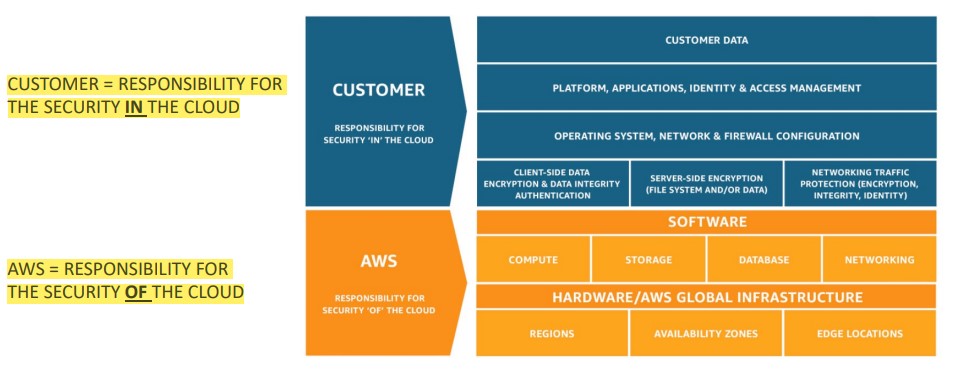 CUSTOMER = RESPONSIBILITY FOR
THE SECURITY IN THE CLOUD
AWS = RESPONSIBILITY FOR
THE SECURITY OF THE CLOUD
CUSTOMER
RESPONSIBILITY FOR
SECURITY 'IN' THE CLOUD
CUSTOMER DATA
PLATFORM, APPLICATIONS, IDENTITY & ACCESS MANAGEMENT
OPERATING SYSTEM, NETWORK & FIREWALL CONFIGURATION
CLIENT-SIDE DATA
ENCRYPTION & DATA INTEGRITY
AUTHENTICATION
SERVER-SIDE ENCRYPTION
(FILE SYSTEM AND/OR DATA)
NETWORKING TRAFFIC
PROTECTION (ENCRYPTION,
INTEGRITY, IDENTITY)
AWS
RESPONSIBILITY FOR
SECURITY 'OF' THE CLOUD
SOFTWARE
COMPUTE
STORAGE
DATABASE
NETWORKING
HARDWARE/AWS GLOBAL INFRASTRUCTURE
REGIONS
AVAILABILITY ZONES
EDGE LOCATIONS